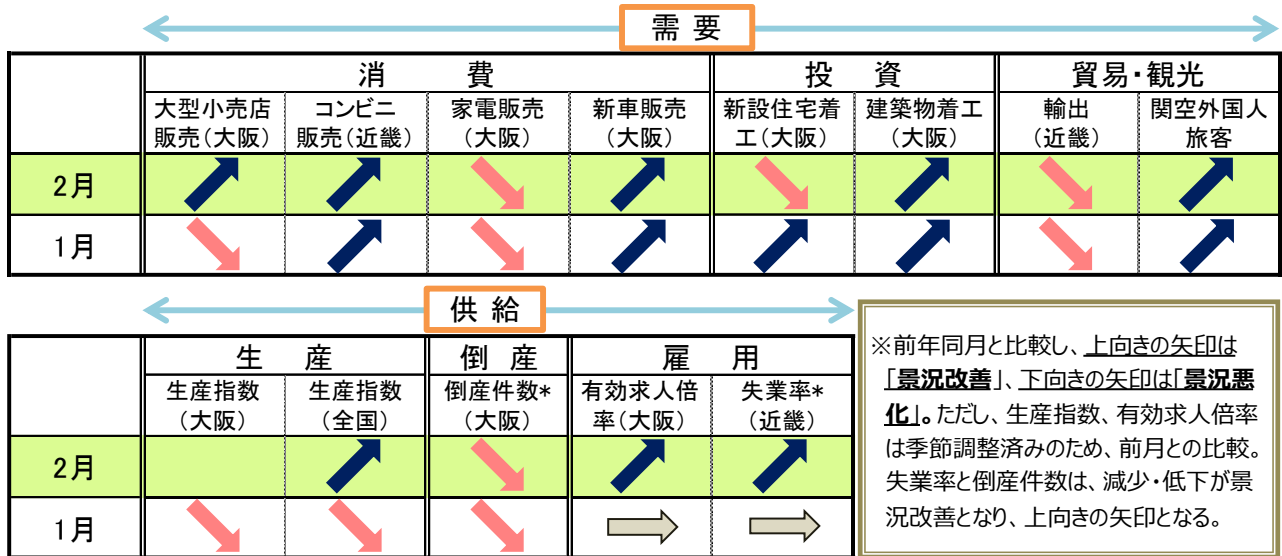 需 要
消 費
投 資
貿易・観光
大型小売店
販売(大阪)
コンビニ
販売(近畿)
家電販売
(大阪)
新車販売
(大阪)
新設住宅着
工(大阪)
建築物着工
(大阪)
輸出
(近畿)
関空外国人
旅客
2月
1月
供 給
生 産
倒 産
雇 用
生産指数
(大阪)
生産指数
(全国)
倒産件数*
(大阪)
有効求人倍
率(大阪)
失業率*
(近畿)
2月
1月
※前年同月と比較し、上向きの矢印は
「景況改善」、下向きの矢印は「景況悪
化」。ただし、生産指数、有効求人倍率
は季節調整済みのため、前月との比較。
失業率と倒産件数は、減少・低下が景
況改善となり、上向きの矢印となる。